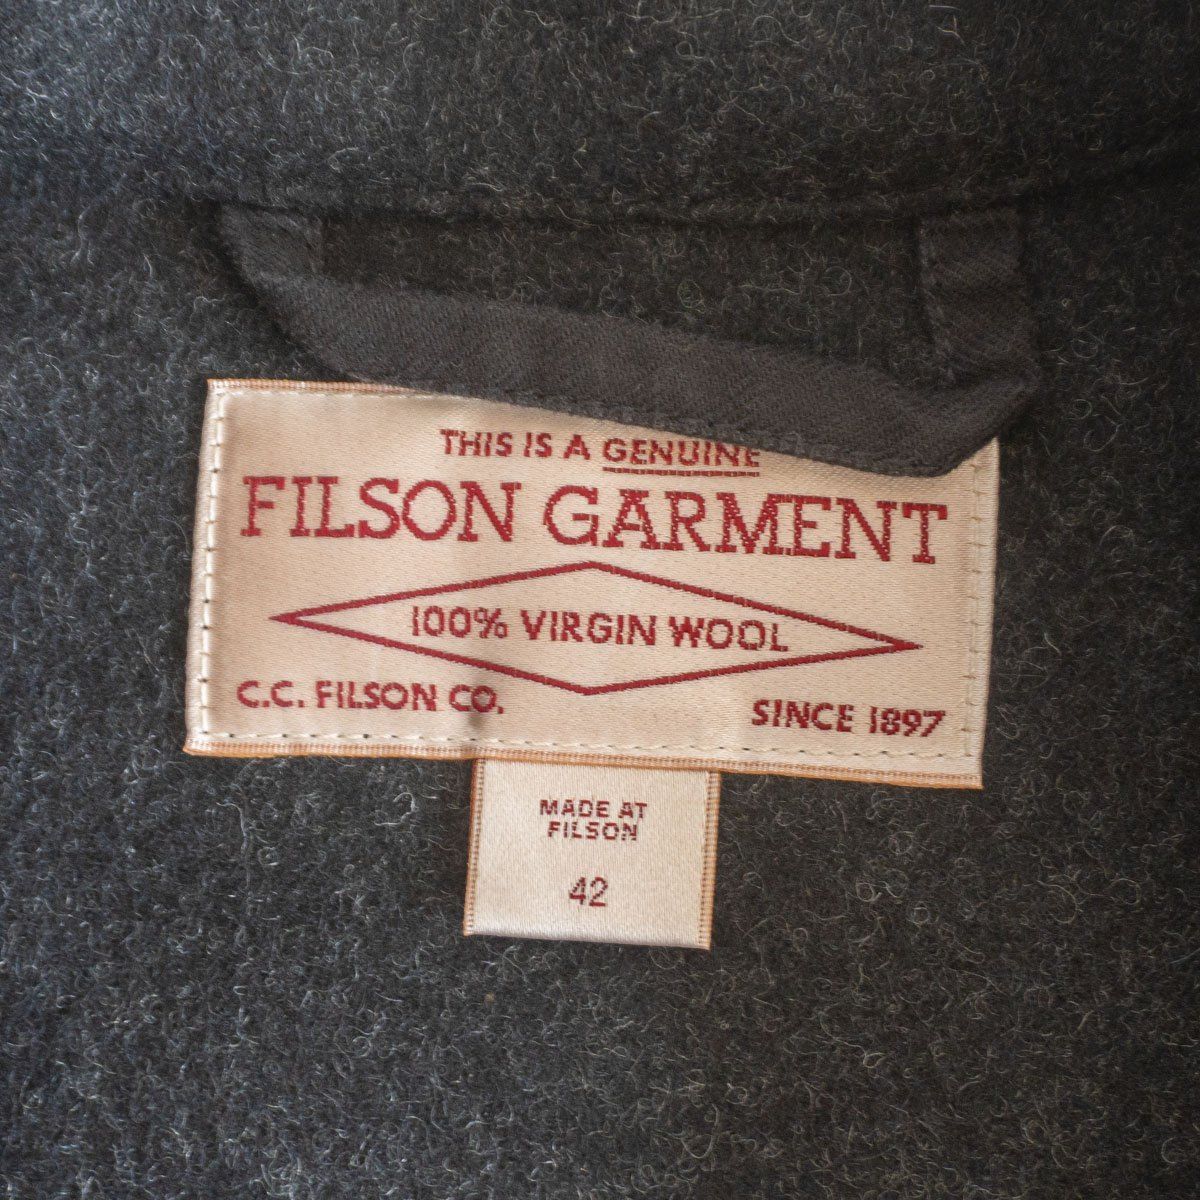 THIS IS A GENUINE
FILSON GARMENT
100% VIRGIN WOOL
C.C. FILSON CO.
SINCE 1897
MADE AT
FILSON
42